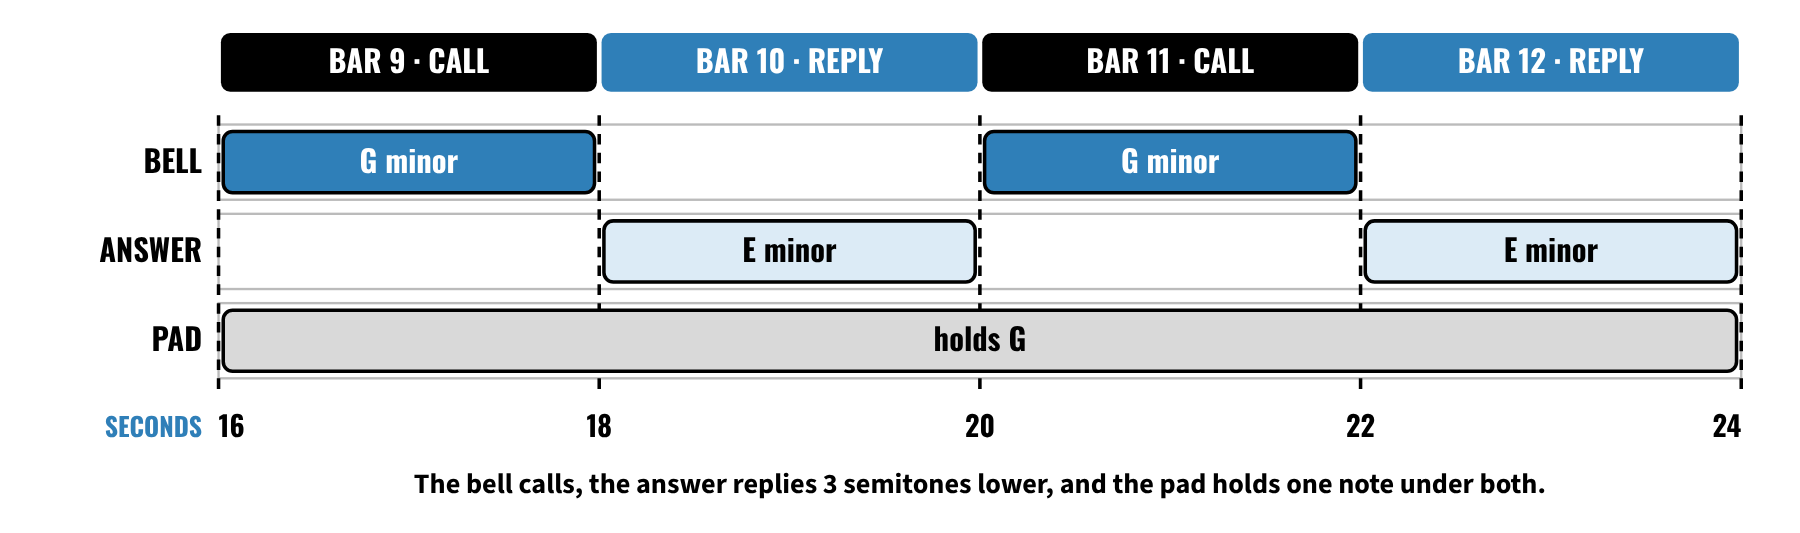 BAR 9 · CALL BAR 10 · REPLY BAR 11 · CALL BAR 12 · REPLY
BELL G minor G minor
ANSWER E minor E minor
PAD holds G
SECONDS 16 18 20 22 24
The bell calls, the answer replies 3 semitones lower, and the pad holds one note under both.